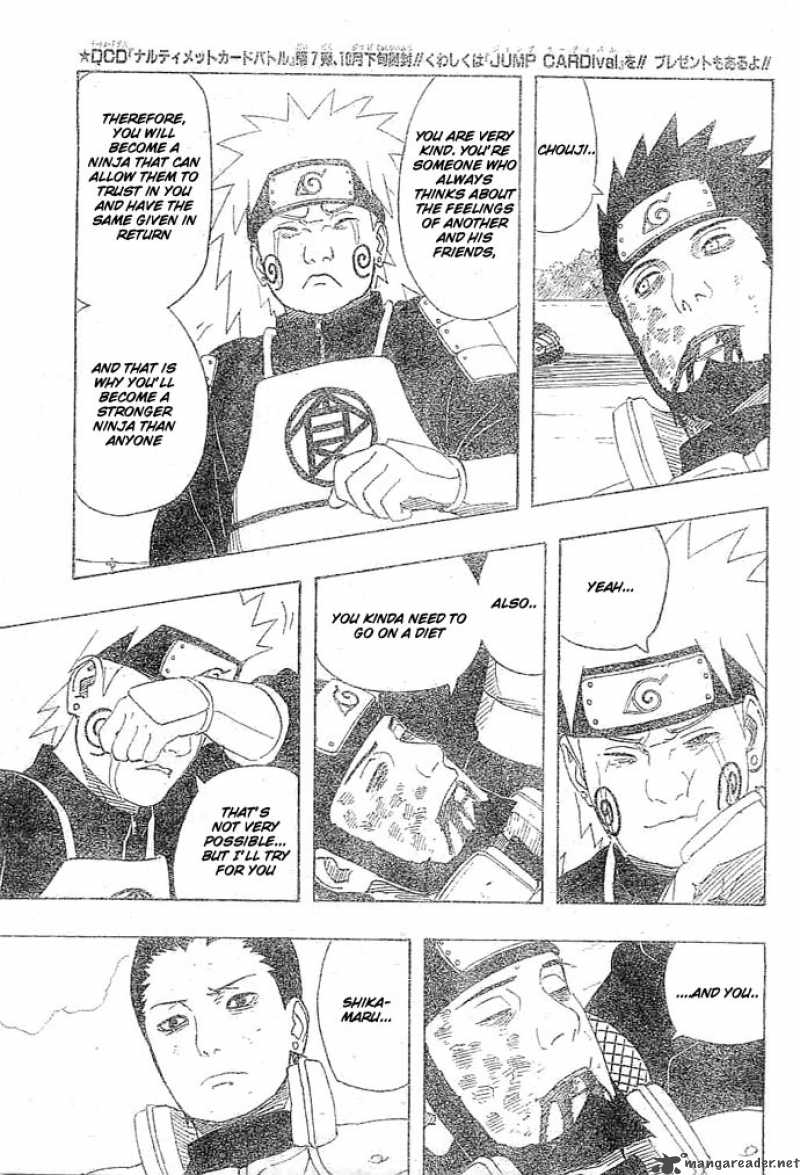 ★DCD『ナルティメットカードバトル』第7弾、10月下旬開封!!くわしくは『JUMP CARDival』を!! プレゼントもあるよ!!
CHOUJI..
YOU ARE VERY
KIND. YOU'RE
SOMEONE WHO
ALWAYS
THINKS ABOUT
THE FEELINGS
OF ANOTHER
AND HIS
FRIENDS,
THEREFORE,
YOU WILL
BECOME A
NINJA THAT CAN
ALLOW THEM TO
TRUST IN YOU
AND HAVE THE
SAME GIVEN IN
RETURN
AND THAT IS
WHY YOU'LL
BECOME A
STRONGER
NINJA THAN
ANYONE
良
YEAH...
ALSO..
YOU KINDA NEED TO
GO ON A DIET
THAT'S
NOT VERY
POSSIBLE...
BUT I'LL TRY
FOR YOU
....AND YOU..
SHIKA-
MARU...
mangareader.net